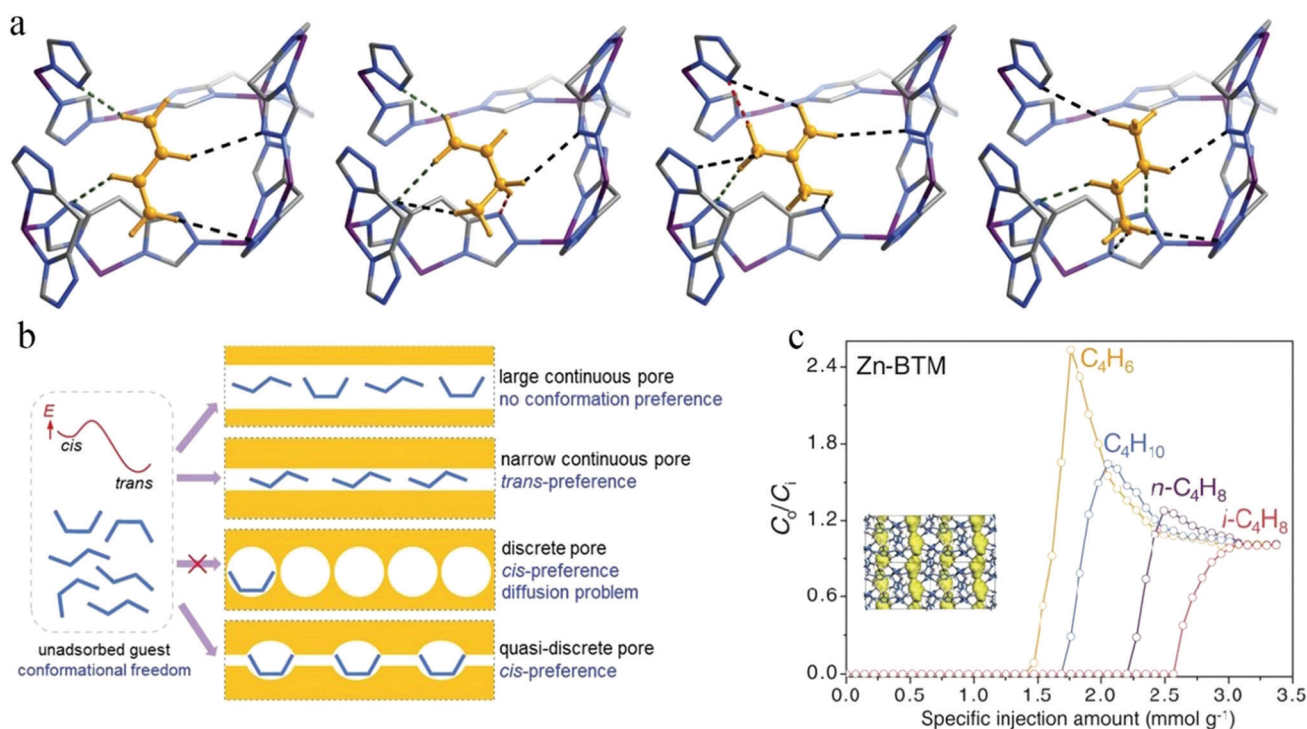 a
b
E
cis
trans
unadsorbed guest
conformational freedom
large continuous pore
no conformation preference
narrow continuous pore
trans-preference
discrete pore
cis-preference
diffusion problem
quasi-discrete pore
cis-preference
c
Zn-BTM
C₄H₆
C₄H₁₀
n-C₄H₈
i-C₄H₈
Cₒ/Cᵢ
2.4
1.8
1.2
0.6
0.0
0.0 0.5 1.0 1.5 2.0 2.5 3.0 3.5
Specific injection amount (mmol g⁻¹)